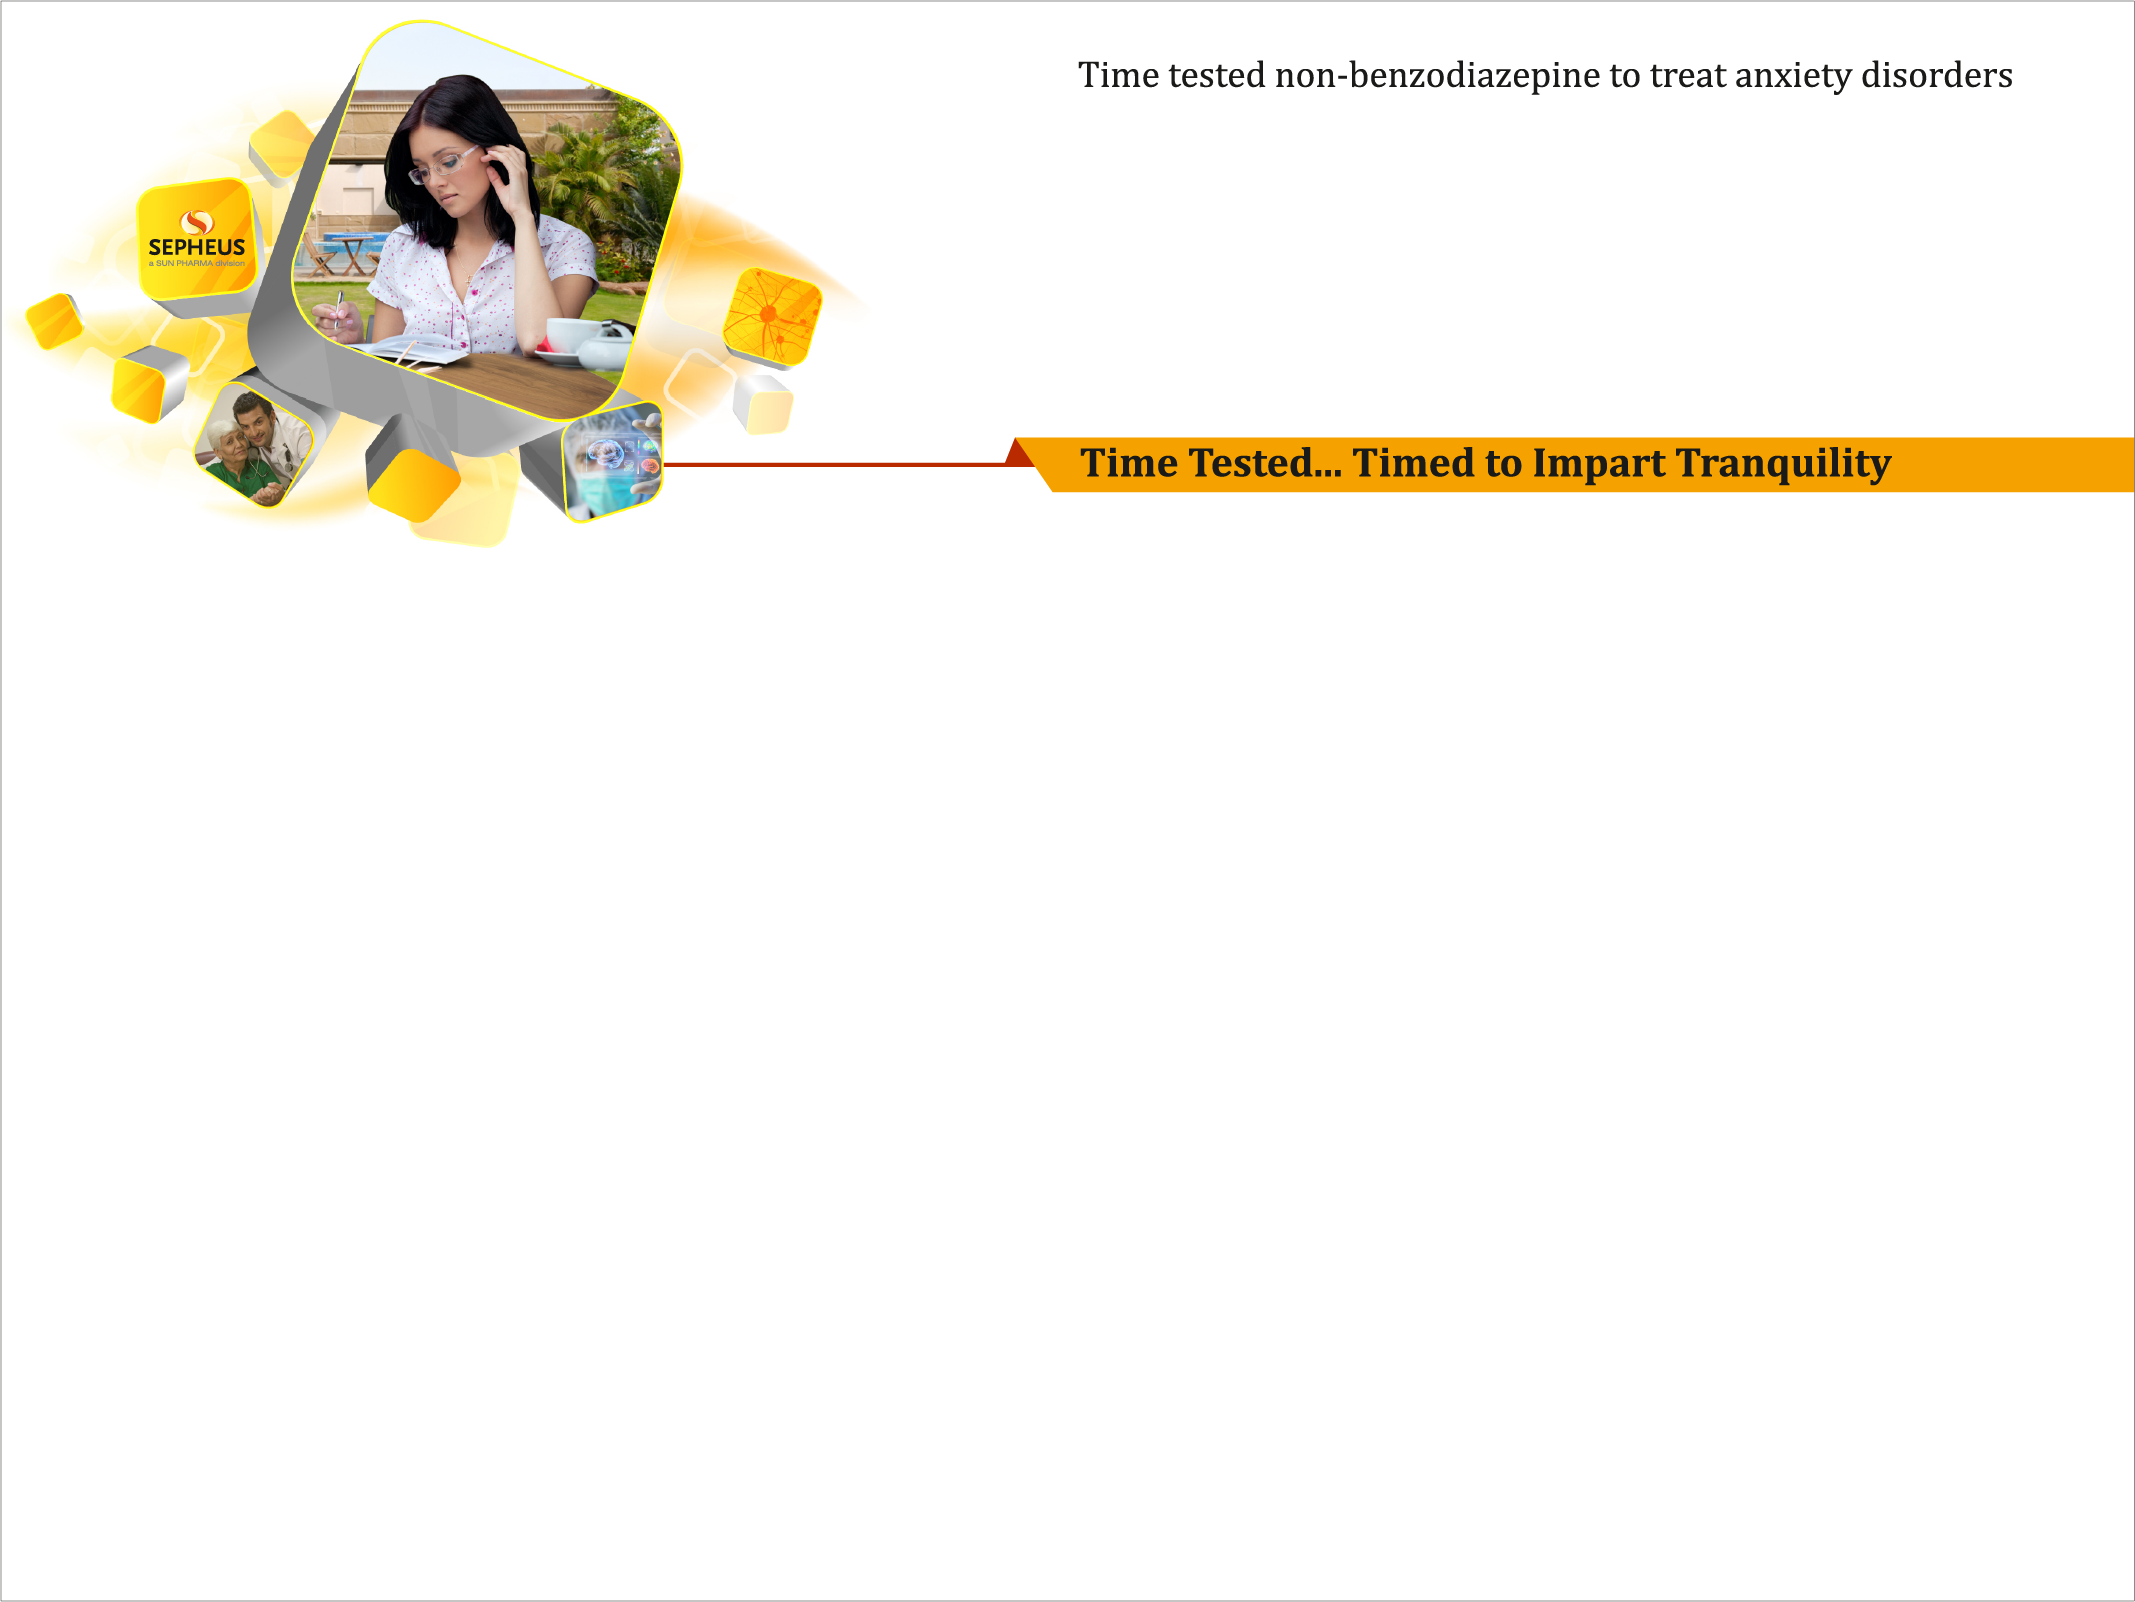 Time tested non-benzodiazepine to treat anxiety disorders
SEPHEUS
a SUN PHARMA division
Time Tested... Timed to Impart Tranquility